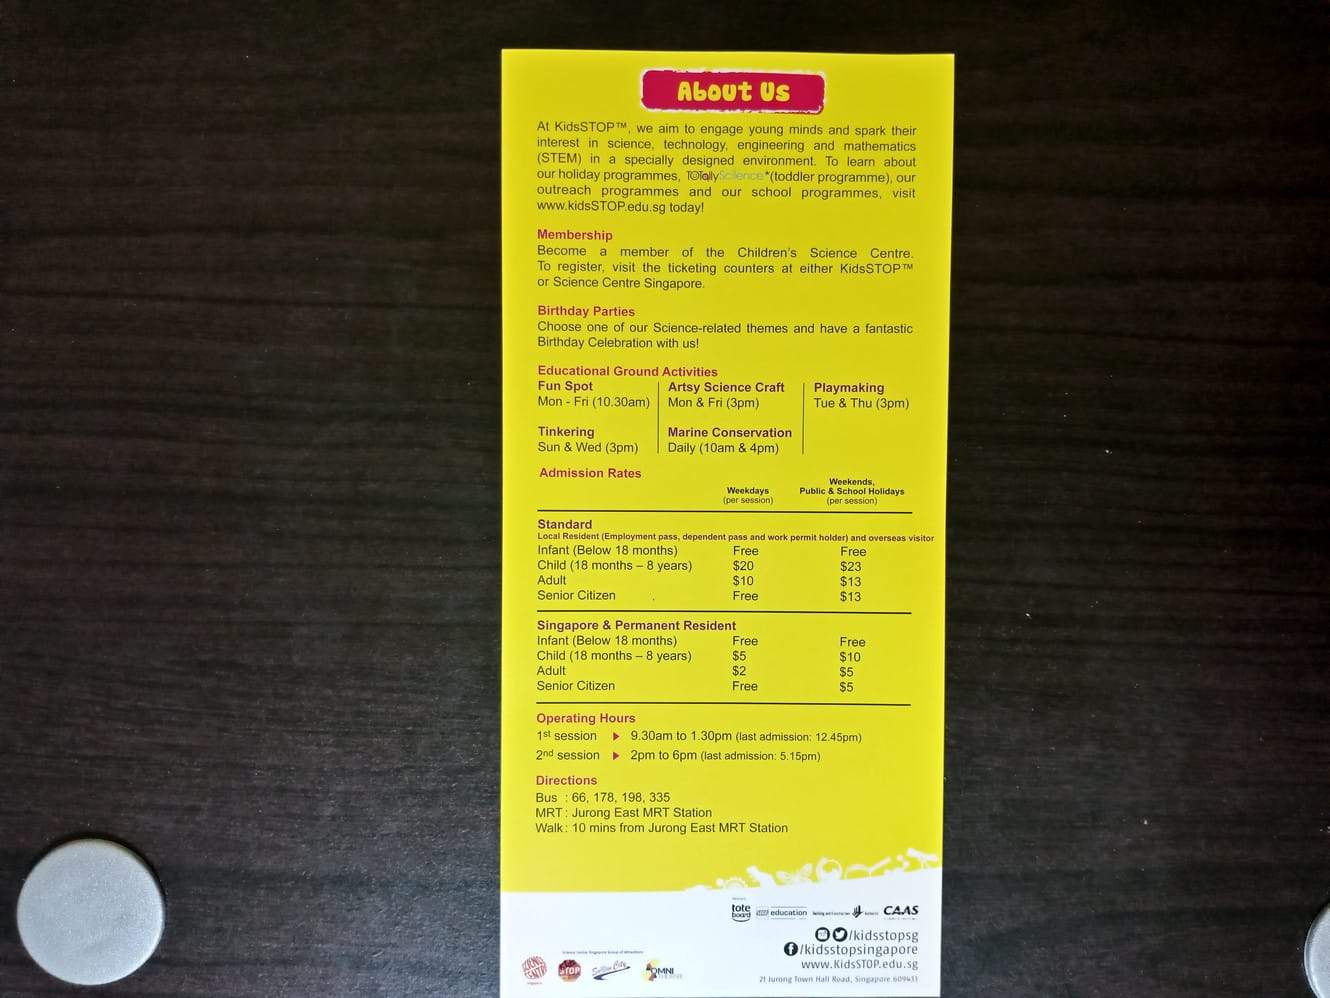 About Us
At KidsSTOP™, we aim to engage young minds and spark their
interest in science, technology, engineering and mathematics
(STEM) in a specially designed environment. To learn about
our holiday programmes, TOTally Science*(toddler programme), our
outreach programmes and our school programmes, visit
www.kidsSTOP.edu.sg today!
Membership
Become a member of the Children's Science Centre.
To register, visit the ticketing counters at either KidsSTOP™
or Science Centre Singapore.
Birthday Parties
Choose one of our Science-related themes and have a fantastic
Birthday Celebration with us!
Educational Ground Activities
Fun Spot Artsy Science Craft Playmaking
Mon - Fri (10.30am) Mon & Fri (3pm) Tue & Thu (3pm)
Tinkering Marine Conservation
Sun & Wed (3pm) Daily (10am & 4pm)
Admission Rates
Weekdays Weekends,
Public & School Holidays
(per session) (per session)
Standard
Local Resident (Employment pass, dependent pass and work permit holder) and overseas visitor
Infant (Below 18 months) Free Free
Child (18 months – 8 years) $20 $23
Adult $10 $13
Senior Citizen Free $13
Singapore & Permanent Resident
Infant (Below 18 months) Free Free
Child (18 months – 8 years) $5 $10
Adult $2 $5
Senior Citizen Free $5
Operating Hours
1st session 9.30am to 1.30pm (last admission: 12.45pm)
2nd session 2pm to 6pm (last admission: 5.15pm)
Directions
Bus : 66, 178, 198, 335
MRT : Jurong East MRT Station
Walk : 10 mins from Jurong East MRT Station
tote board education CAAS
/kidsstopsg
/kidsstopsingapore
www.KidsSTOP.edu.sg
21 Jurong Town Hall Road, Singapore 609433
Science Centre Singapore Group of Attractions
SCIENCE CENTRE STOP Snow City OMNI